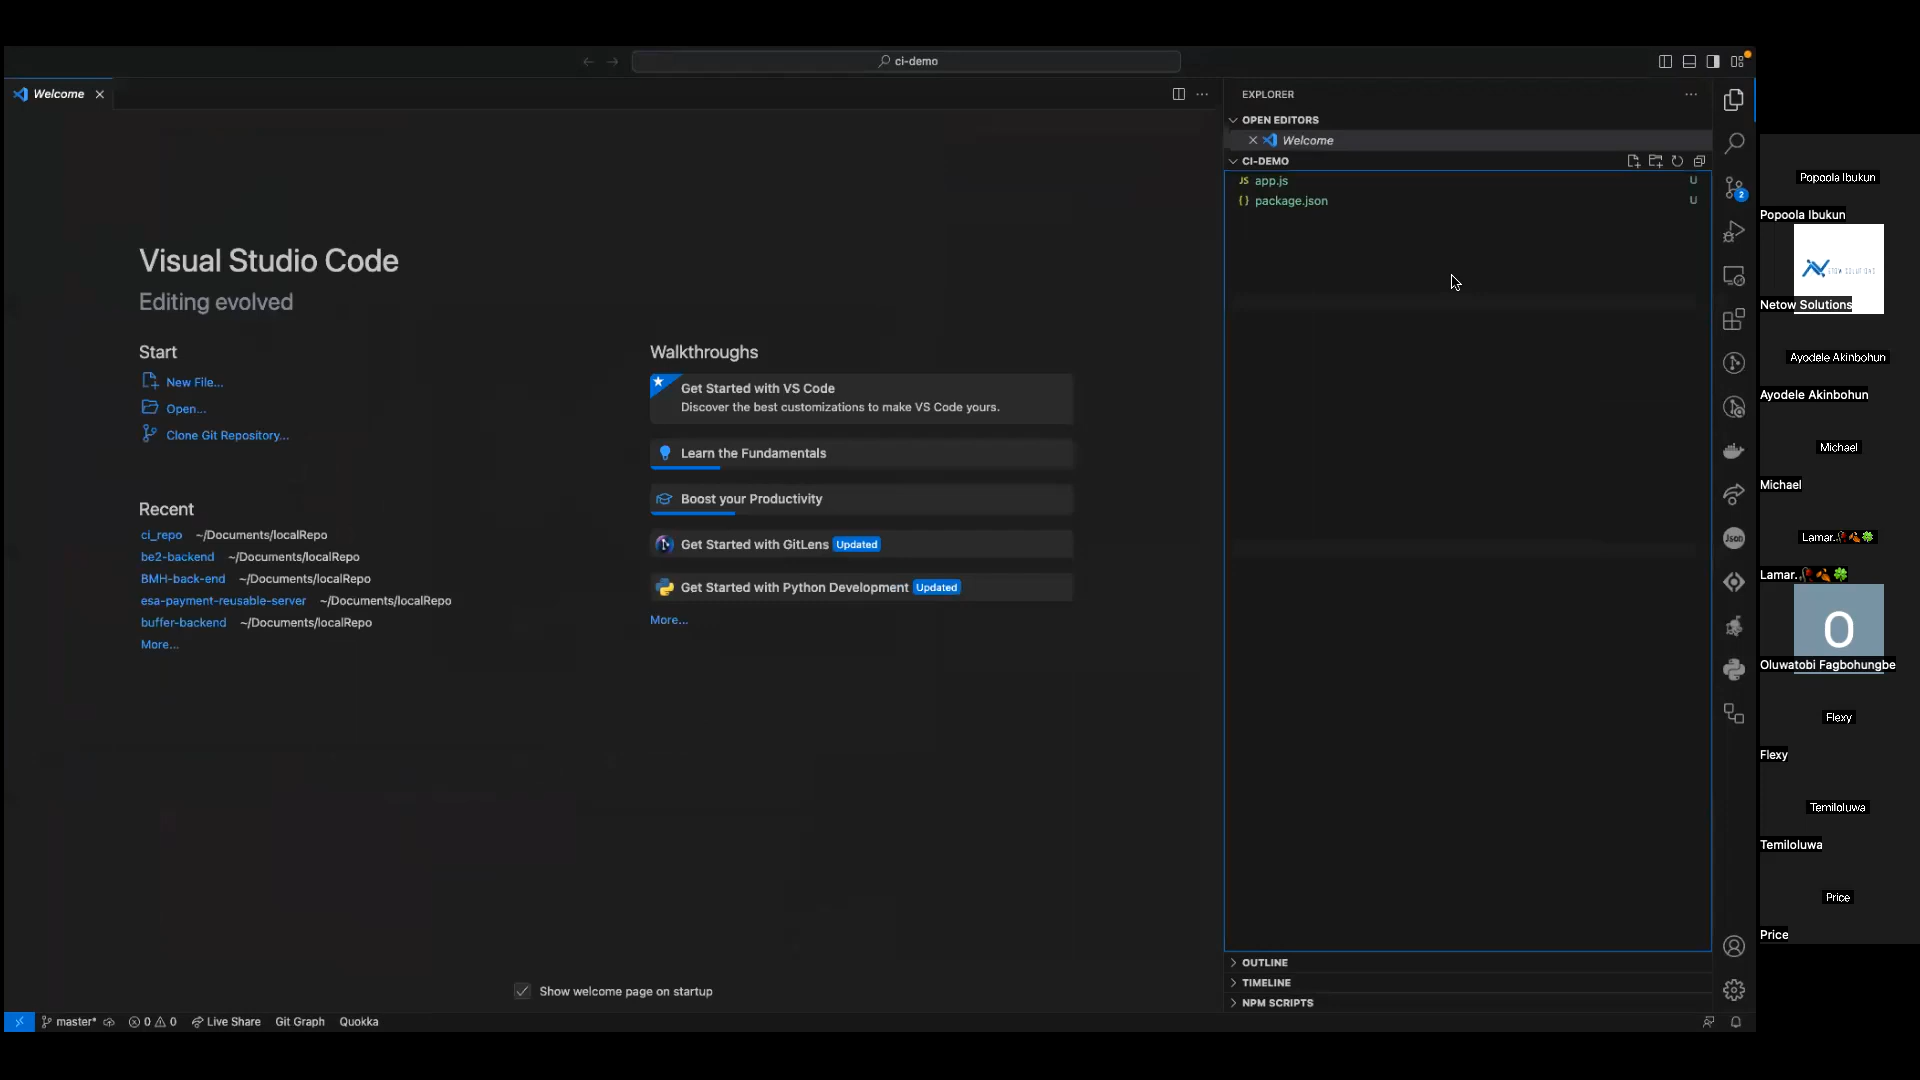 ci-demo
Welcome
Visual Studio Code
Editing evolved
Start
New File...
Open...
Clone Git Repository...
Recent
ci_repo ~/Documents/localRepo
be2-backend ~/Documents/localRepo
BMH-back-end ~/Documents/localRepo
esa-payment-reusable-server ~/Documents/localRepo
buffer-backend ~/Documents/localRepo
More...
Walkthroughs
Get Started with VS Code
Discover the best customizations to make VS Code yours.
Learn the Fundamentals
Boost your Productivity
Get Started with GitLens Updated
Get Started with Python Development Updated
More...
Show welcome page on startup
EXPLORER
OPEN EDITORS
Welcome
CI-DEMO
JS app.js U
{} package.json U
OUTLINE
TIMELINE
NPM SCRIPTS
2
Json
master* 0 0 Live Share Git Graph Quokka
Popoola Ibukun
Popoola Ibukun
Netow Solutions
Ayodele Akinbohun
Ayodele Akinbohun
Michael
Michael
Lamar.🥀🍂🍀
Lamar.🥀🍂🍀
O
Oluwatobi Fagbohungbe
Flexy
Flexy
Temiloluwa
Temiloluwa
Price
Price